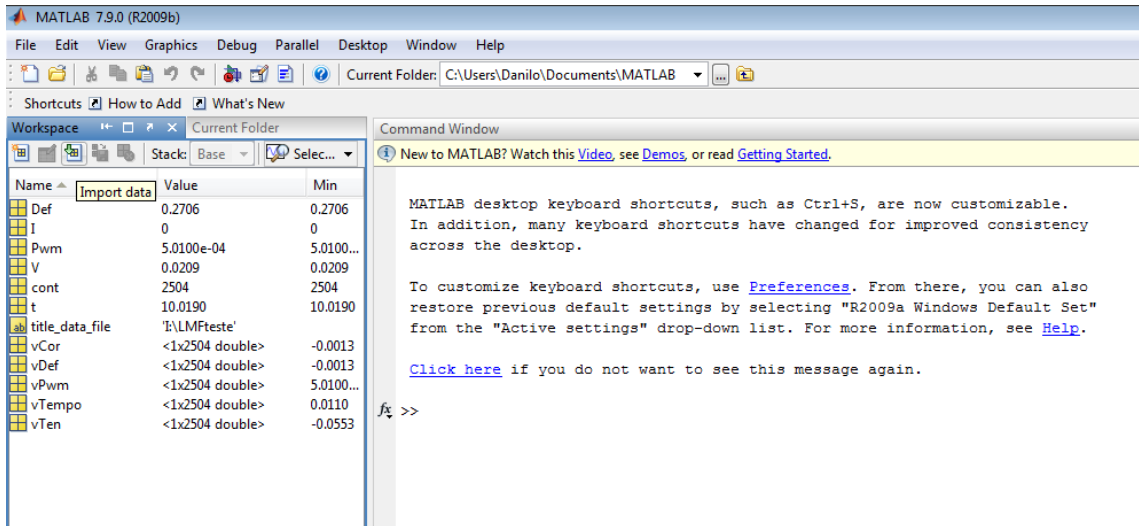 MATLAB 7.9.0 (R2009b)
File Edit View Graphics Debug Parallel Desktop Window Help
Current Folder: C:\Users\Danilo\Documents\MATLAB
Shortcuts How to Add What's New
Workspace Current Folder
Stack: Base Selec...
Name Value Min
Import data
Def 0.2706 0.2706
I 0 0
Pwm 5.0100e-04 5.0100...
V 0.0209 0.0209
cont 2504 2504
t 10.0190 10.0190
ab title_data_file 'I:\LMFteste'
vCor <1x2504 double> -0.0013
vDef <1x2504 double> -0.0013
vPwm <1x2504 double> 5.0100...
vTempo <1x2504 double> 0.0110
vTen <1x2504 double> -0.0553
Command Window
New to MATLAB? Watch this Video, see Demos, or read Getting Started.
MATLAB desktop keyboard shortcuts, such as Ctrl+S, are now customizable.
In addition, many keyboard shortcuts have changed for improved consistency
across the desktop.
To customize keyboard shortcuts, use Preferences. From there, you can also
restore previous default settings by selecting "R2009a Windows Default Set"
from the "Active settings" drop-down list. For more information, see Help.
Click here if you do not want to see this message again.
fx >>